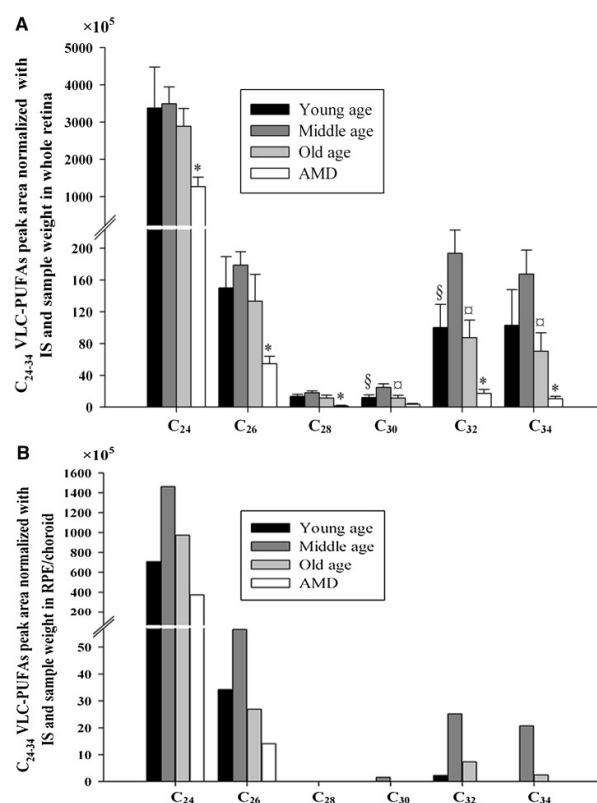 A
×10⁵
C₂₄₋₃₄ VLC-PUFAs peak area normalized with
IS and sample weight in whole retina
5000
4000
3000
2000
1000
200
160
120
80
40
0
Young age
Middle age
Old age
AMD
*
*
*
§
¤
§
¤
*
¤
*
C₂₄
C₂₆
C₂₈
C₃₀
C₃₂
C₃₄
B
×10⁵
C₂₄₋₃₄ VLC-PUFAs peak area normalized with
IS and sample weight in RPE/choroid
1600
1400
1200
1000
800
600
400
200
50
40
30
20
10
0
Young age
Middle age
Old age
AMD
C₂₄
C₂₆
C₂₈
C₃₀
C₃₂
C₃₄